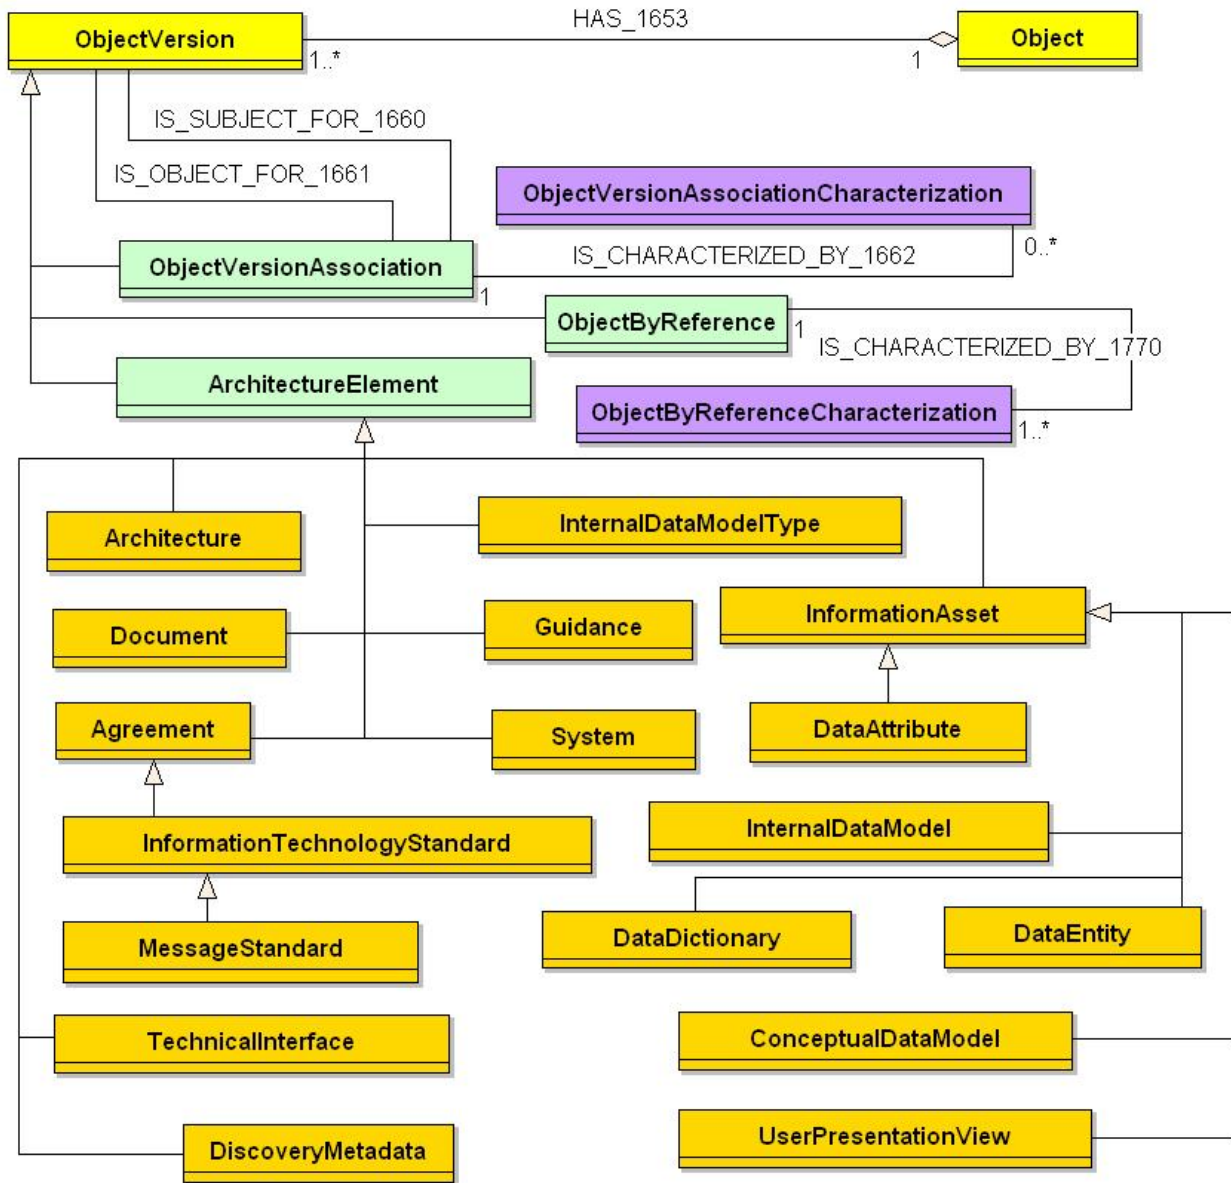 HAS_1653
ObjectVersion
Object
1..*
1
IS_SUBJECT_FOR_1660
IS_OBJECT_FOR_1661
ObjectVersionAssociationCharacterization
ObjectVersionAssociation
IS_CHARACTERIZED_BY_1662
0..*
1
ObjectByReference
1
IS_CHARACTERIZED_BY_1770
ArchitectureElement
ObjectByReferenceCharacterization
1..*
Architecture
InternalDataModelType
Document
Guidance
InformationAsset
Agreement
System
DataAttribute
InformationTechnologyStandard
InternalDataModel
MessageStandard
DataDictionary
DataEntity
TechnicalInterface
ConceptualDataModel
DiscoveryMetadata
UserPresentationView